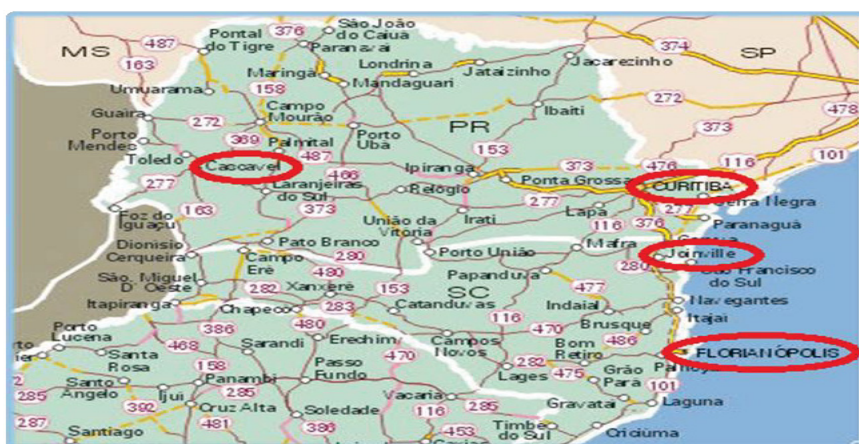 MS
487
163
Pontal do Tigre
376
São João do Caiuá
Paranavaí
Londrina
Maringá
Mandaguari
Jataizinho
Jacarezinho
374
SP
Umuarama
158
Guaíra
272
Campo Mourão
Ibaiti
272
478
373
Porto Mendes
369
Palmital
Porto Ubá
PR
153
Toledo
Cascavel
487
466
Ipiranga
373
476
116
101
277
Laranjeiras do Sul
Relógio
Ponta Grossa
CURITIBA
Serra Negra
Foz do Iguaçu
163
373
União da Vitória
Irati
277
Lapa
116
376
277
Paranaguá
Dionisio Cerqueira
Pato Branco
280
Porto União
Mafra
Joinville
Campo Erê
480
Papanduva
280
São Francisco do Sul
São Miguel D' Oeste
282
Xanxerê
153
SC
477
Navegantes
Itapiranga
Chapecó
283
Catanduvas
Indaial
Itajaí
116
Brusque
Porto Lucena
386
480
Erechim
470
486
468
Sarandi
470
Campos Novos
Bom Retiro
FLORIANÓPOLIS
Santa Rosa
158
Passo Fundo
282
Lages
475
Grão Pará
285
Santo Angelo
Panambi
285
Ijuí
Vacaria
101
Laguna
287
392
Cruz Alta
Soledade
116
285
Gravatal
Santiago
481
386
453
Timbe do Sul
Criciúma